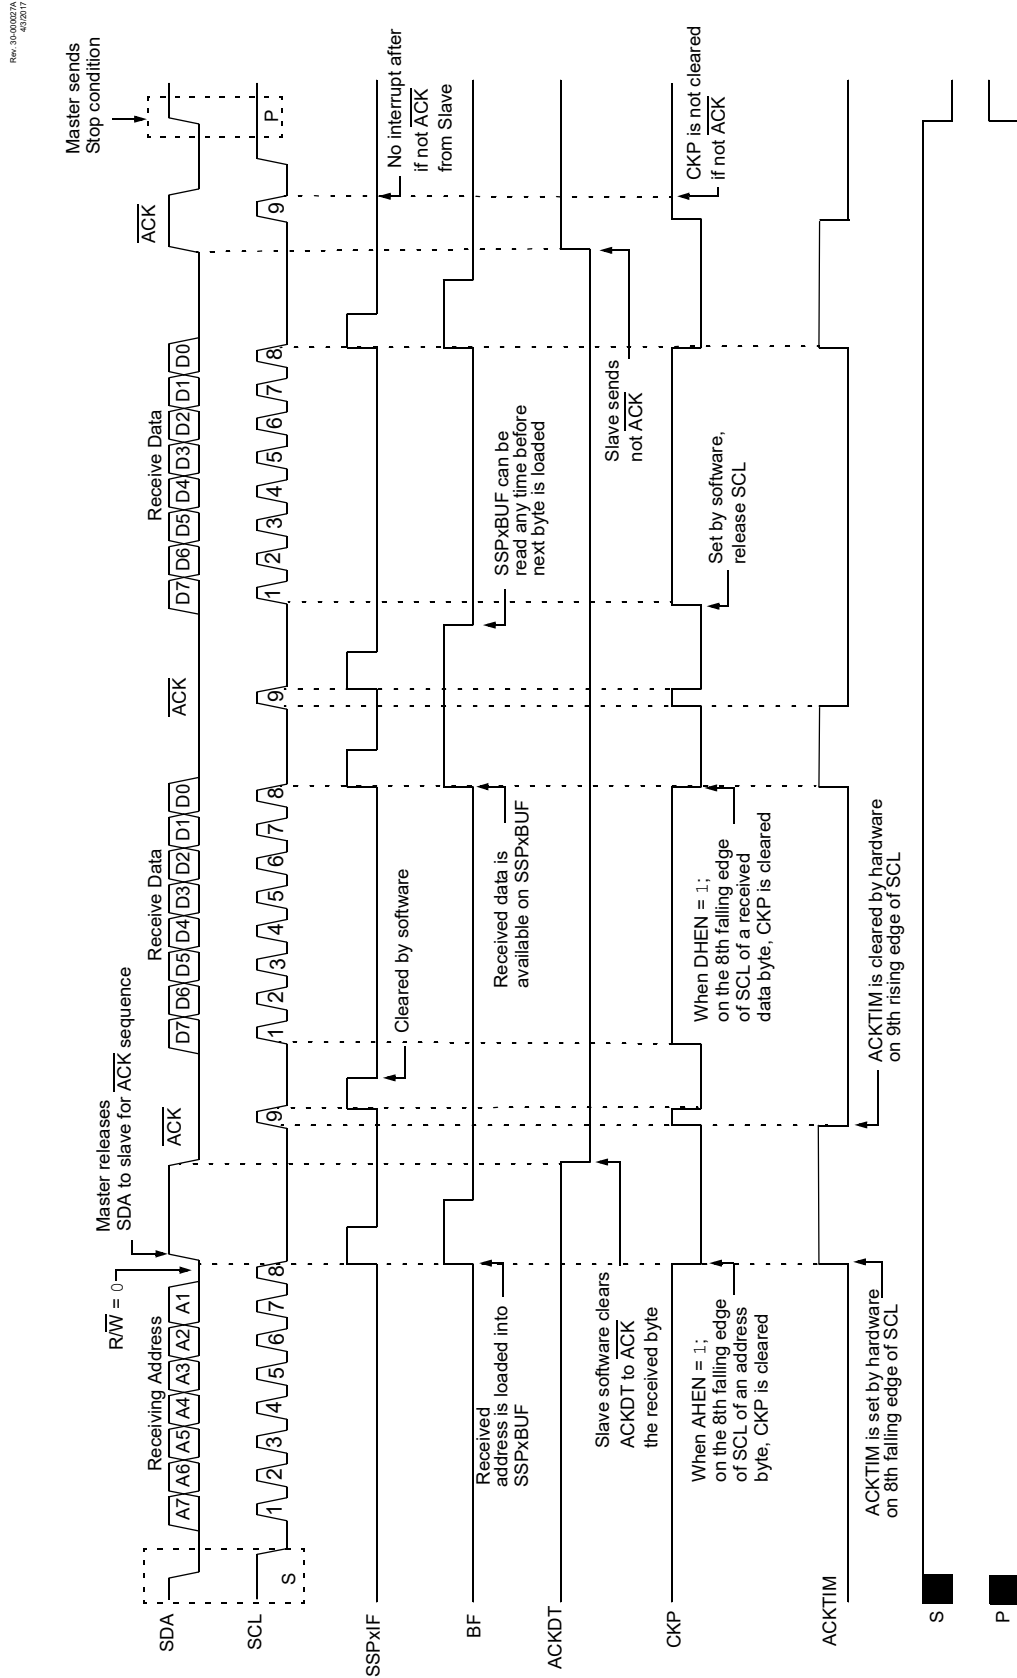 Rev. 30-000027A
4/3/2017
Master sends
Stop condition
Master releases
SDA to slave for ACK sequence
R/W = 0
Receiving Address
ACK
Receive Data
ACK
Receive Data
ACK
SDA
A7 A6 A5 A4 A3 A2 A1
D7 D6 D5 D4 D3 D2 D1 D0
D7 D6 D5 D4 D3 D2 D1 D0
SCL
S
1 2 3 4 5 6 7 8 9
1 2 3 4 5 6 7 8 9
1 2 3 4 5 6 7 8 9
P
SSPxIF
Cleared by software
No interrupt after
if not ACK
from Slave
BF
Received
address is loaded into
SSPxBUF
Received data is
available on SSPxBUF
SSPxBUF can be
read any time before
next byte is loaded
ACKDT
Slave software clears
ACKDT to ACK
the received byte
Slave sends
not ACK
CKP
When AHEN = 1;
on the 8th falling edge
of SCL of an address
byte, CKP is cleared
When DHEN = 1;
on the 8th falling edge
of SCL of a received
data byte, CKP is cleared
Set by software,
release SCL
CKP is not cleared
if not ACK
ACKTIM
ACKTIM is set by hardware
on 8th falling edge of SCL
ACKTIM is cleared by hardware
on 9th rising edge of SCL
S
P